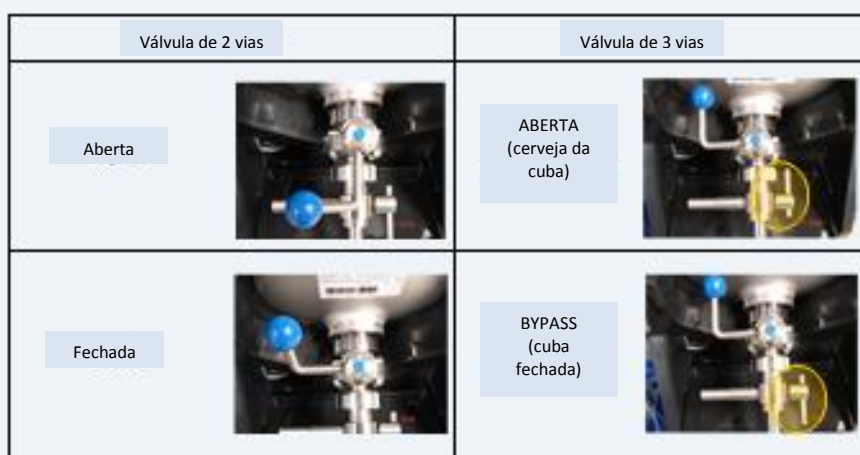 Válvula de 2 vias
Válvula de 3 vias
Aberta
ABERTA
(cerveja da
cuba)
Fechada
BYPASS
(cuba
fechada)